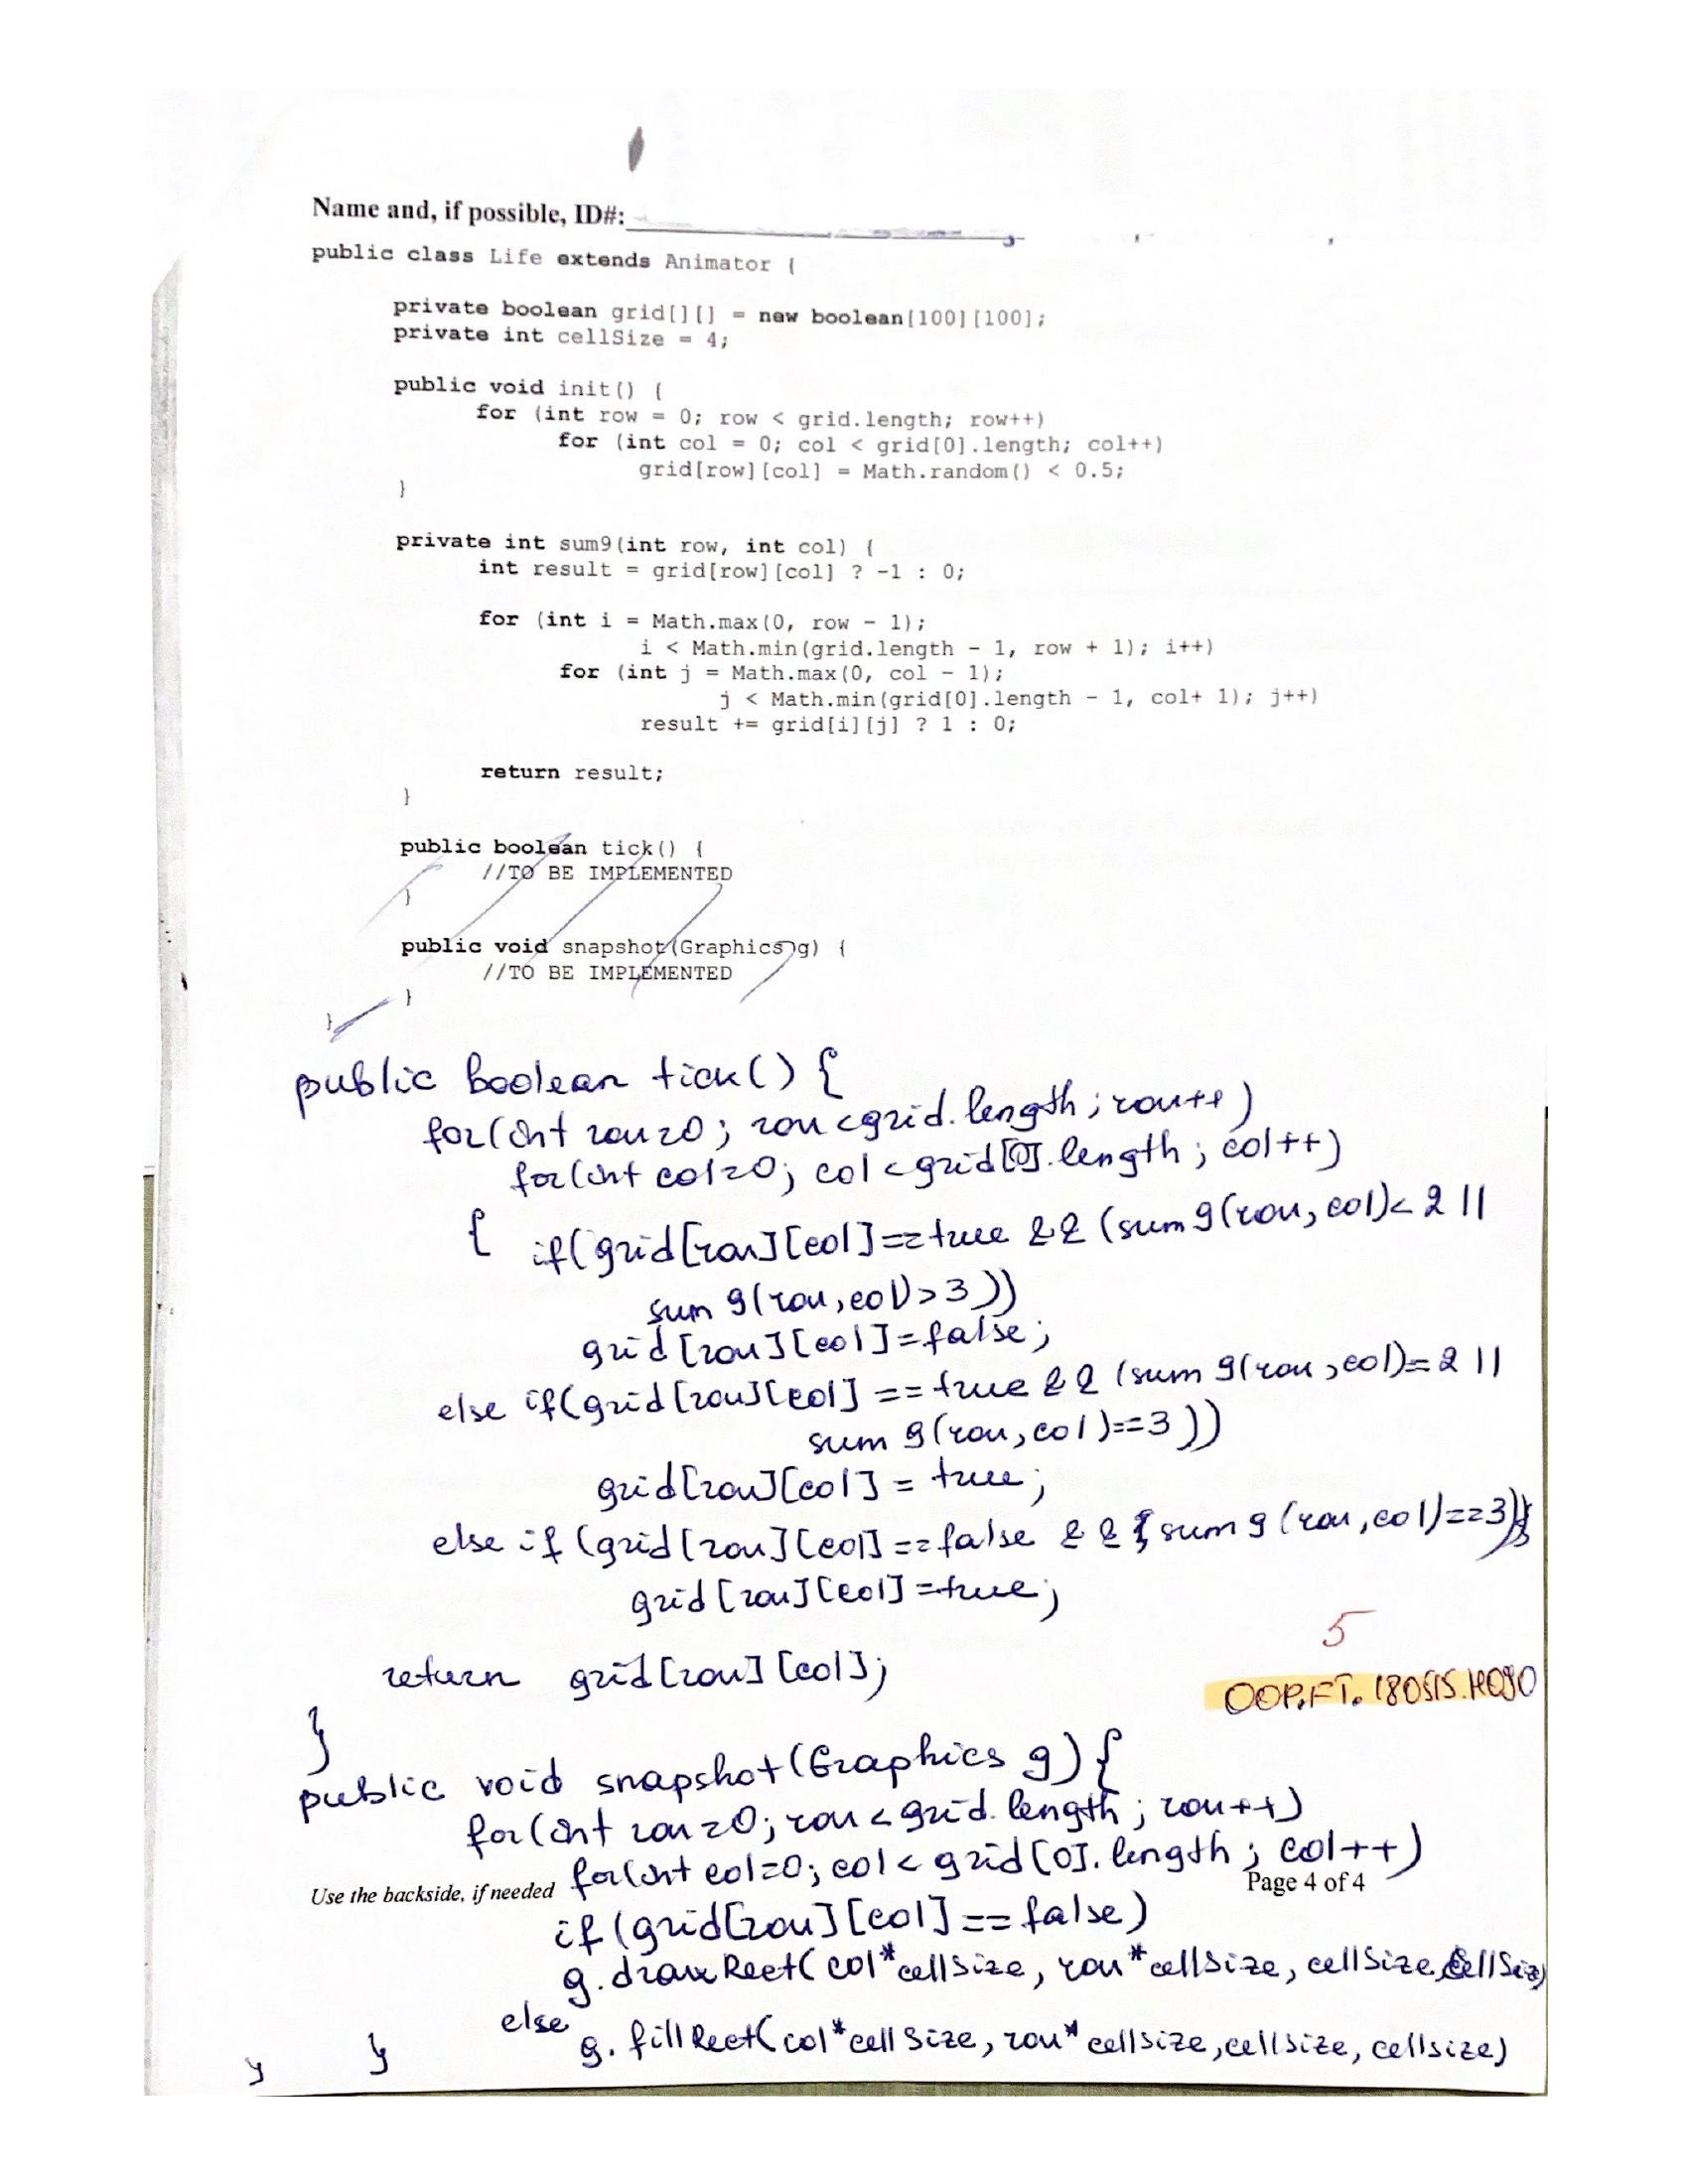 Name and, if possible, ID#:
public class Life extends Animator {
private boolean grid[][] = new boolean[100][100];
private int cellSize = 4;
public void init() {
for (int row = 0; row < grid.length; row++)
for (int col = 0; col < grid[0].length; col++)
grid[row][col] = Math.random() < 0.5;
}
private int sum9(int row, int col) {
int result = grid[row][col] ? -1 : 0;
for (int i = Math.max(0, row - 1);
i < Math.min(grid.length - 1, row + 1); i++)
for (int j = Math.max(0, col - 1);
j < Math.min(grid[0].length - 1, col+ 1); j++)
result += grid[i][j] ? 1 : 0;
return result;
}
public boolean tick() {
//TO BE IMPLEMENTED
}
public void snapshot(Graphics g) {
//TO BE IMPLEMENTED
}
}
public boolean tick() {
for(int row=0; row<grid.length; row++)
for(int col=0; col<grid[0].length; col++)
{ if(grid[row][col]==true && (sum9(row, col)<2 ||
sum9(row,col)>3))
grid[row][col]=false;
else if(grid[row][col] == true && (sum9(row,col)=2 ||
sum9(row,col)==3))
grid[row][col] = true;
else if (grid[row][col]==false && (sum9(row,col)==3))
grid[row][col]=true;
5
return grid[row][col];
OOP.FT.180515.H090
}
public void snapshot(Graphics g){
for(int row=0; row<grid.length; row++)
for(int col=0; col<grid[0].length; col++)
Use the backside, if needed Page 4 of 4
if(grid[row][col]==false)
g.drawRect(col*cellSize, row*cellSize, cellSize, cellSize)
else
g.fillRect(col*cellSize, row*cellsize, cellsize, cellsize)
} }